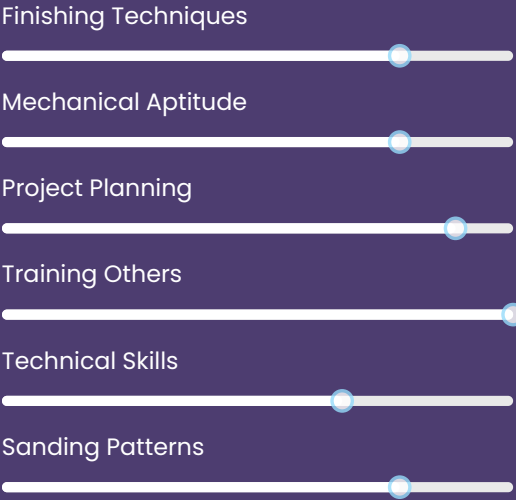 Finishing Techniques
Mechanical Aptitude
Project Planning
Training Others
Technical Skills
Sanding Patterns